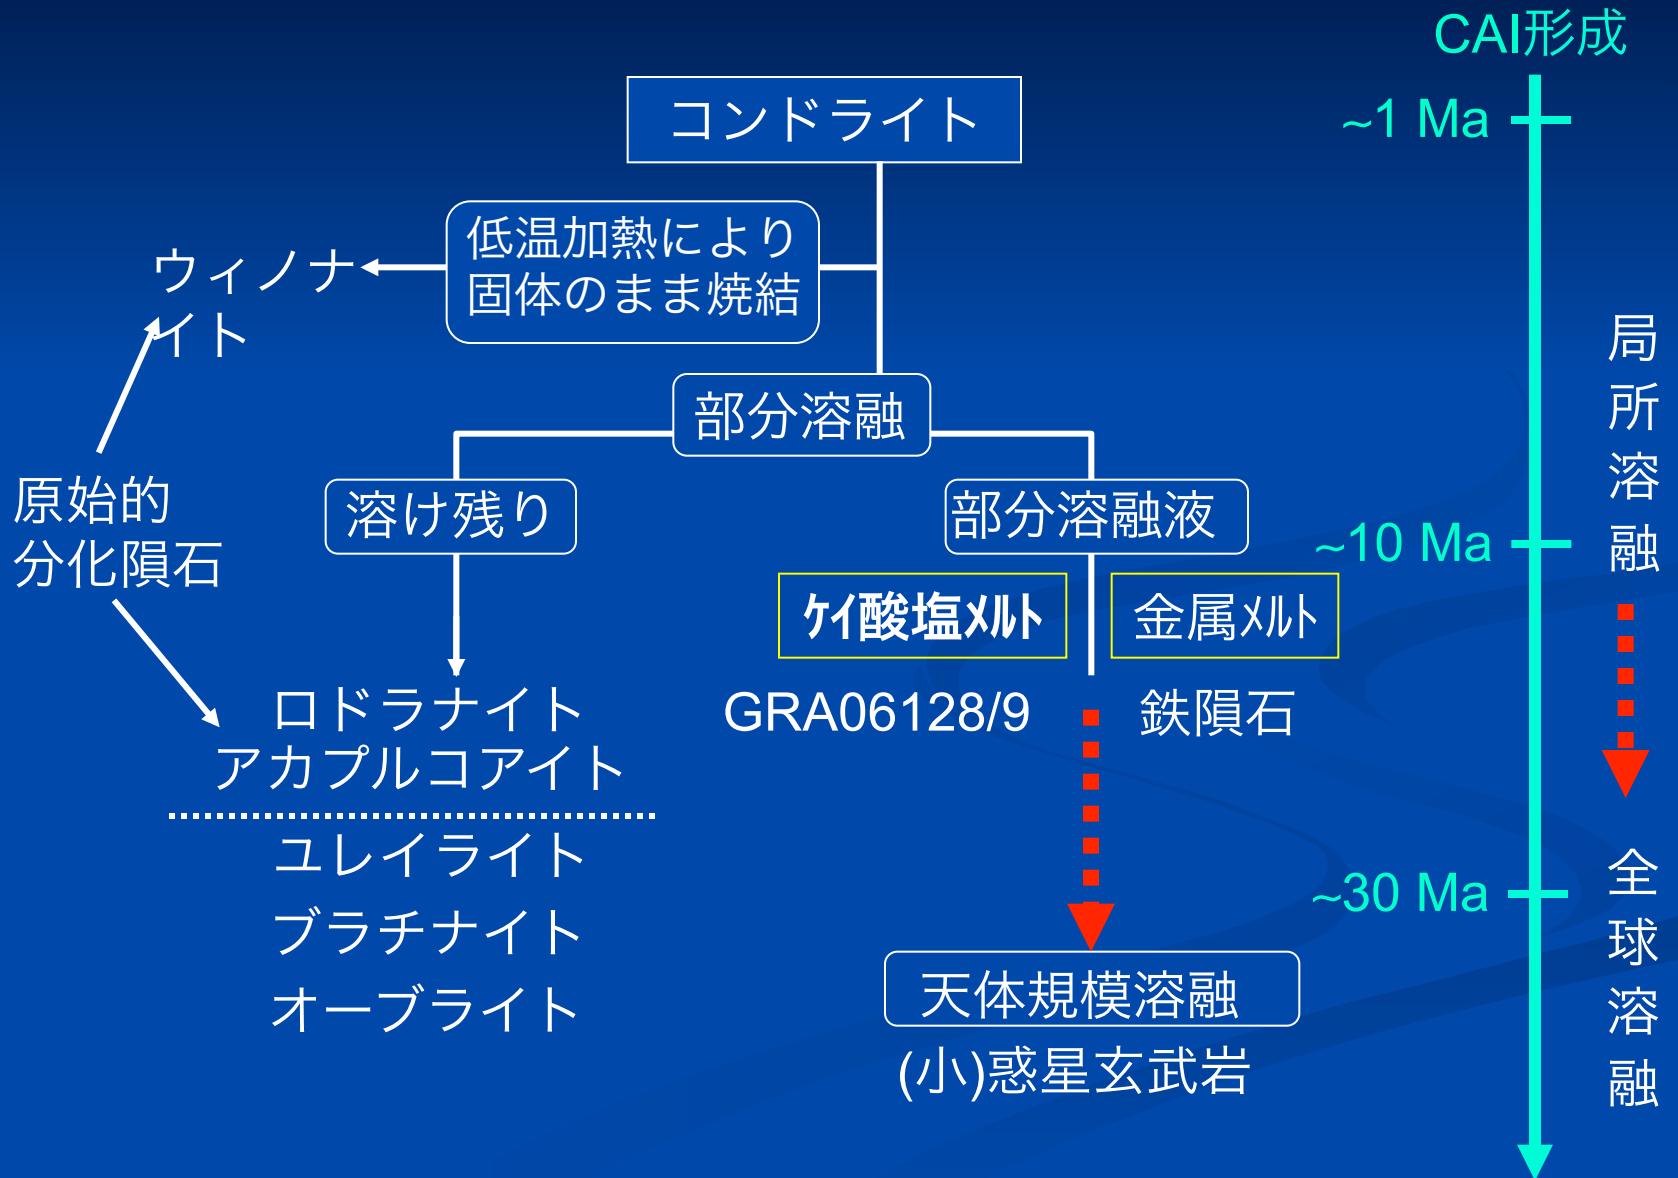 CAI形成
コンドライト
~1 Ma
低温加熱により
固体のまま焼結
ウィノナ
イト
部分溶融
原始的
分化隕石
溶け残り
部分溶融液
~10 Ma
局所溶融
ｹｲ酸塩ﾒﾙﾄ
金属ﾒﾙﾄ
GRA06128/9
鉄隕石
ロドラナイト
アカプルコアイト
ユレイライト
ブラチナイト
オーブライト
~30 Ma
全球溶融
天体規模溶融
(小)惑星玄武岩